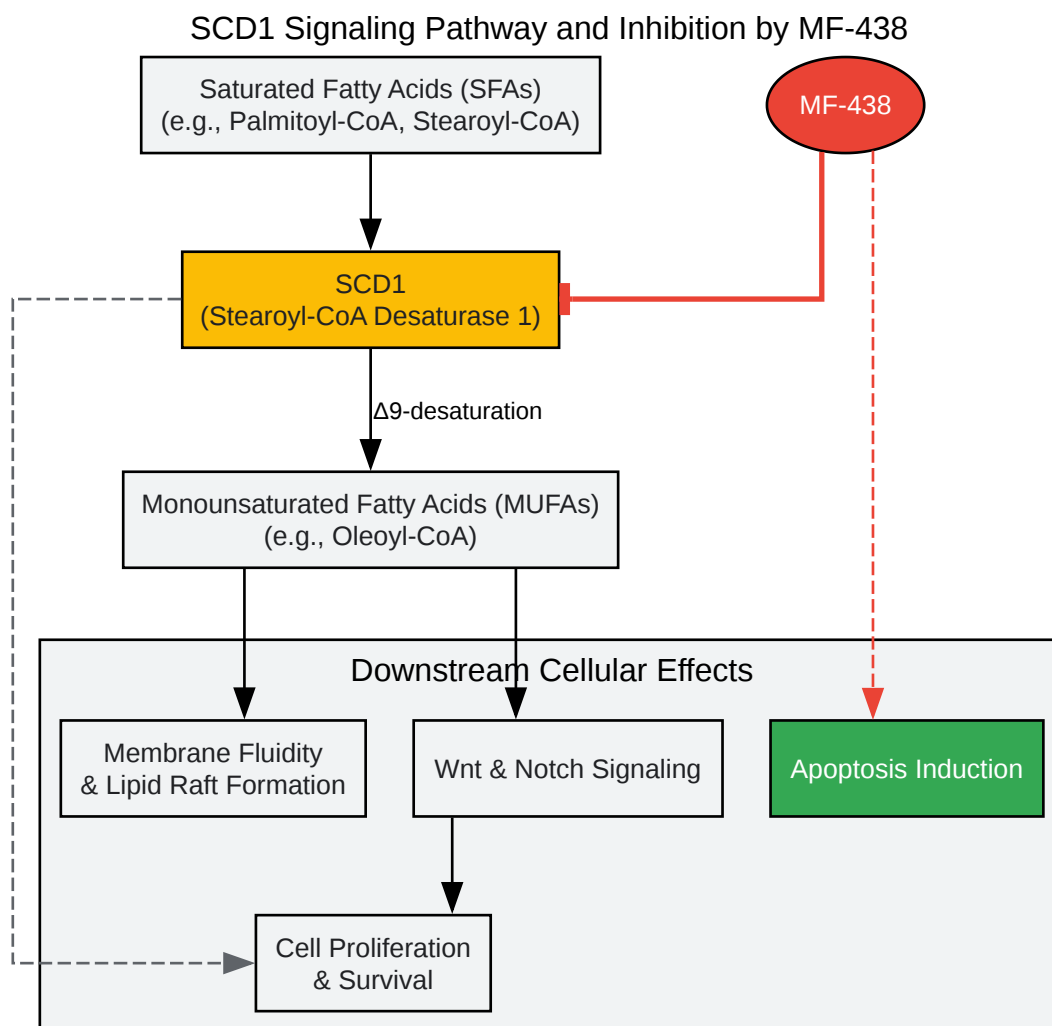 SCD1 Signaling Pathway and Inhibition by MF-438
Saturated Fatty Acids (SFAs)
(e.g., Palmitoyl-CoA, Stearoyl-CoA)
MF-438
SCD1
(Stearoyl-CoA Desaturase 1)
Δ9-desaturation
Monounsaturated Fatty Acids (MUFAs)
(e.g., Oleoyl-CoA)
Downstream Cellular Effects
Membrane Fluidity
& Lipid Raft Formation
Wnt & Notch Signaling
Apoptosis Induction
Cell Proliferation
& Survival